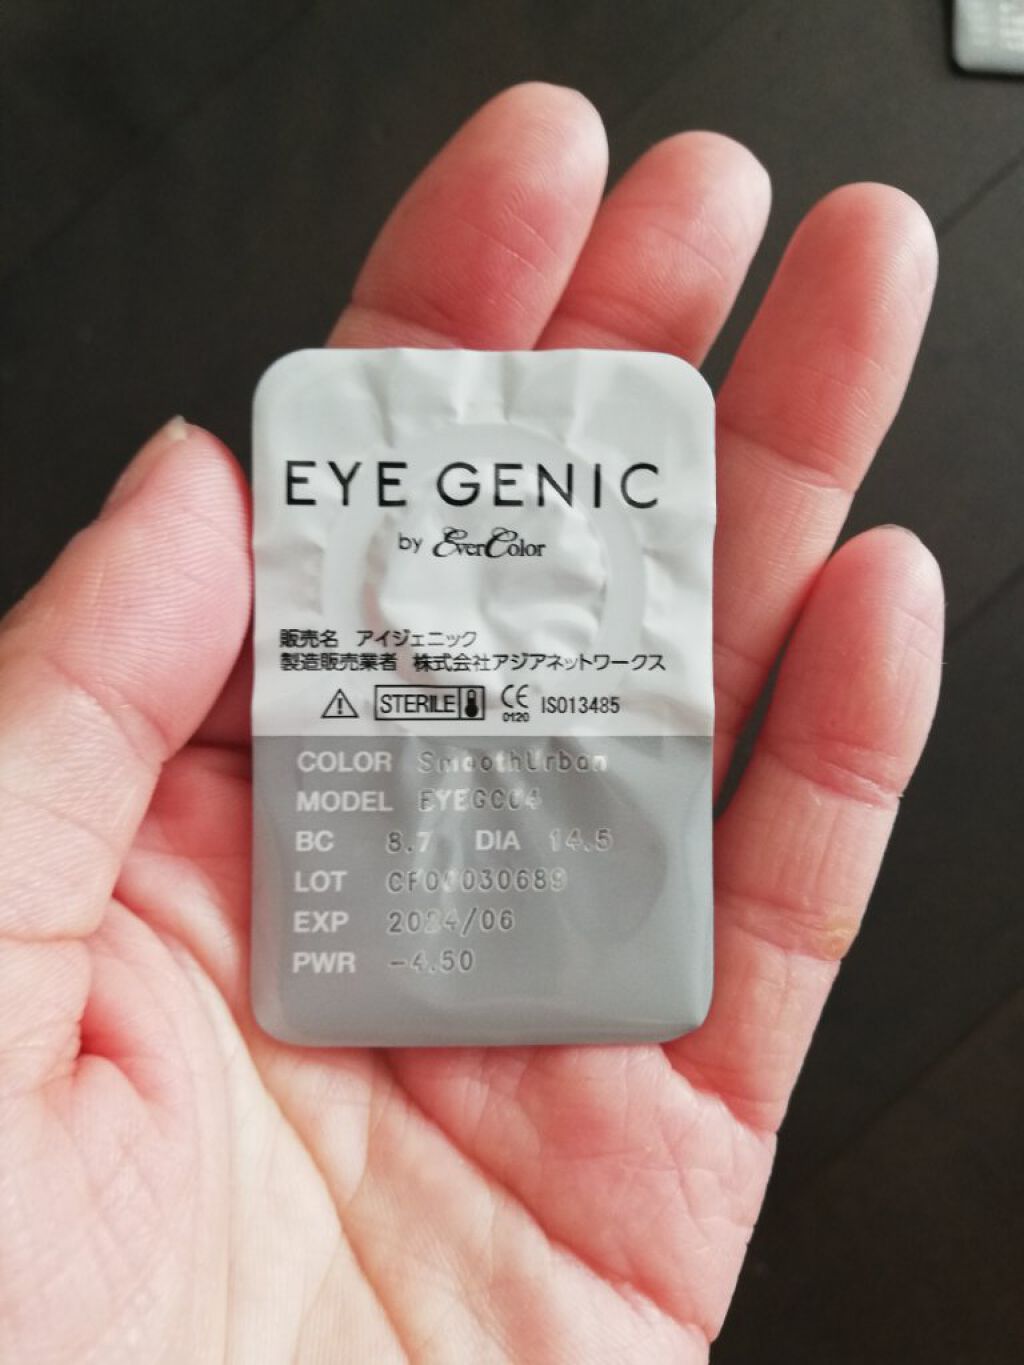 EYE GENIC
by EverColor
販売名 アイジェニック
製造販売業者 株式会社アジアネットワークス
STERILE CE 0120 ISO13485
COLOR SmoothUrban
MODEL
BC 8.7 DIA 14.5
LOT
EXP 2024/06
PWR -4.50